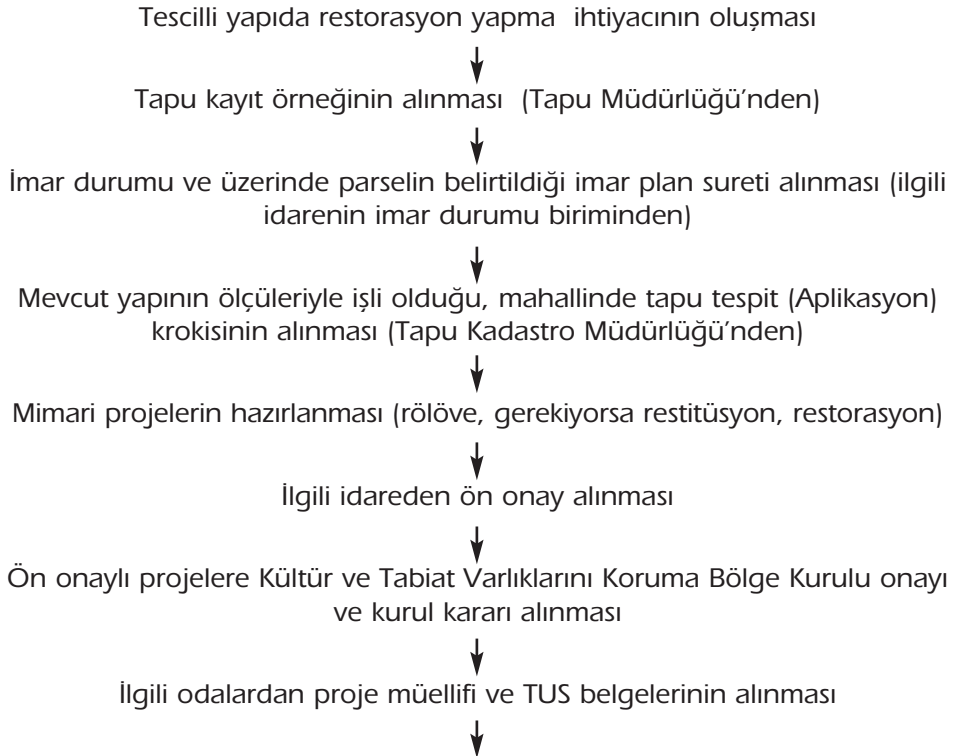 Tescilli yapıda restorasyon yapma ihtiyacının oluşması
Tapu kayıt örneğinin alınması (Tapu Müdürlüğü'nden)
İmar durumu ve üzerinde parselin belirtildiği imar plan sureti alınması (ilgili
idarenin imar durumu biriminden)
Mevcut yapının ölçüleriyle işli olduğu, mahallinde tapu tespit (Aplikasyon)
krokisinin alınması (Tapu Kadastro Müdürlüğü'nden)
Mimari projelerin hazırlanması (rölöve, gerekiyorsa restitüsyon, restorasyon)
İlgili idareden ön onay alınması
Ön onaylı projelere Kültür ve Tabiat Varlıklarını Koruma Bölge Kurulu onayı
ve kurul kararı alınması
İlgili odalardan proje müellifi ve TUS belgelerinin alınması